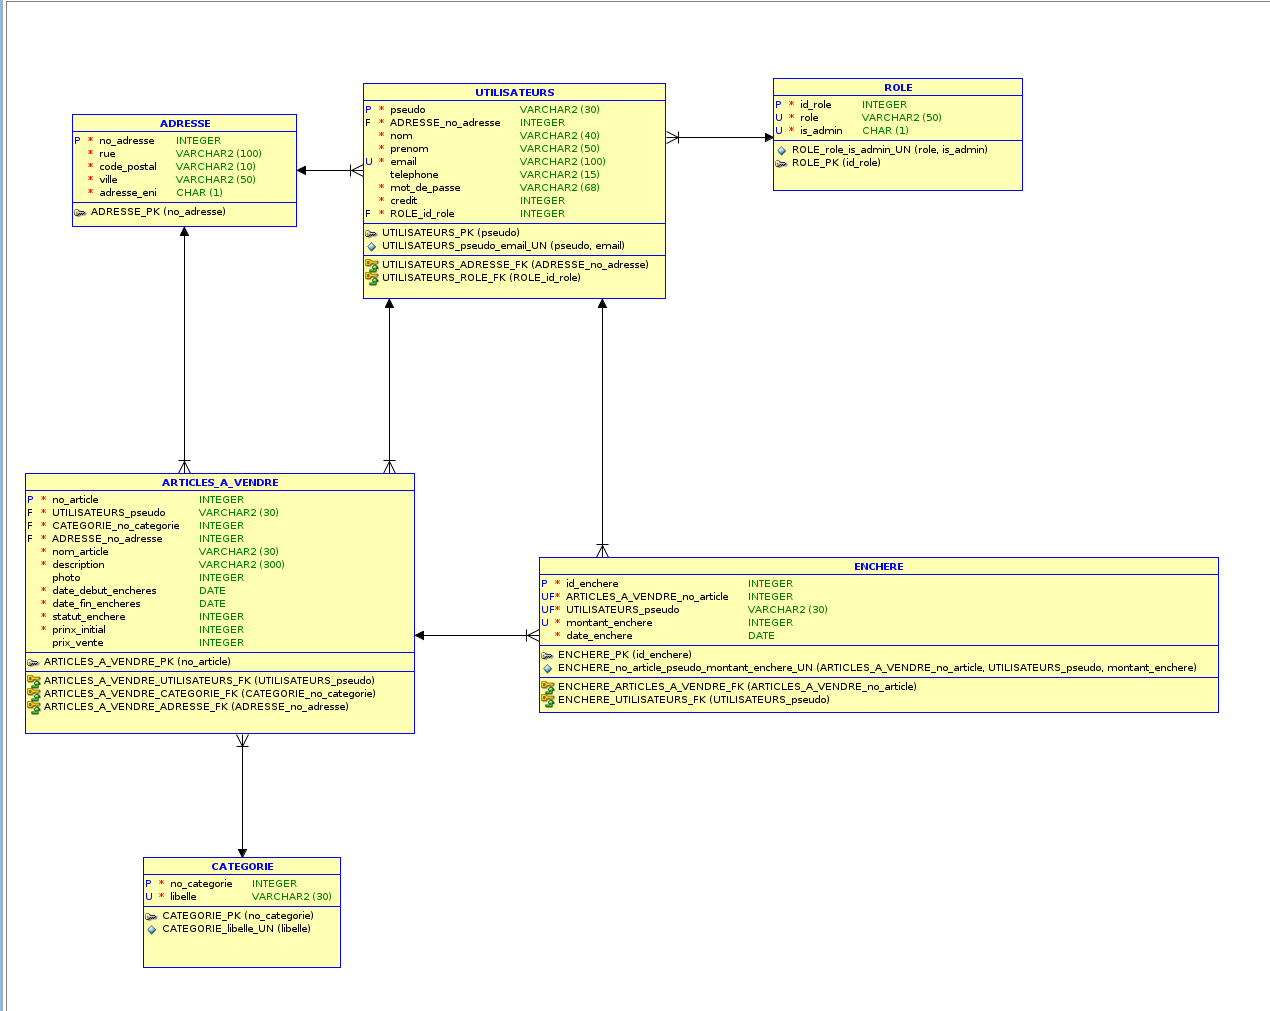 ADRESSE
P * no_adresse INTEGER
* rue VARCHAR2 (100)
* code_postal VARCHAR2 (10)
* ville VARCHAR2 (50)
* adresse_eni CHAR (1)
ADRESSE_PK (no_adresse)
UTILISATEURS
P * pseudo VARCHAR2 (30)
F * ADRESSE_no_adresse INTEGER
* nom VARCHAR2 (40)
* prenom VARCHAR2 (50)
U * email VARCHAR2 (100)
telephone VARCHAR2 (15)
* mot_de_passe VARCHAR2 (68)
* credit INTEGER
F * ROLE_id_role INTEGER
UTILISATEURS_PK (pseudo)
UTILISATEURS_pseudo_email_UN (pseudo, email)
UTILISATEURS_ADRESSE_FK (ADRESSE_no_adresse)
UTILISATEURS_ROLE_FK (ROLE_id_role)
ROLE
P * id_role INTEGER
U * role VARCHAR2 (50)
U * is_admin CHAR (1)
ROLE_role_is_admin_UN (role, is_admin)
ROLE_PK (id_role)
ARTICLES_A_VENDRE
P * no_article INTEGER
F * UTILISATEURS_pseudo VARCHAR2 (30)
F * CATEGORIE_no_categorie INTEGER
F * ADRESSE_no_adresse INTEGER
* nom_article VARCHAR2 (30)
* description VARCHAR2 (300)
photo INTEGER
* date_debut_encheres DATE
* date_fin_encheres DATE
* statut_enchere INTEGER
* prinx_initial INTEGER
prix_vente INTEGER
ARTICLES_A_VENDRE_PK (no_article)
ARTICLES_A_VENDRE_UTILISATEURS_FK (UTILISATEURS_pseudo)
ARTICLES_A_VENDRE_CATEGORIE_FK (CATEGORIE_no_categorie)
ARTICLES_A_VENDRE_ADRESSE_FK (ADRESSE_no_adresse)
ENCHERE
P * id_enchere INTEGER
UF* ARTICLES_A_VENDRE_no_article INTEGER
UF* UTILISATEURS_pseudo VARCHAR2 (30)
U * montant_enchere INTEGER
* date_enchere DATE
ENCHERE_PK (id_enchere)
ENCHERE_no_article_pseudo_montant_enchere_UN (ARTICLES_A_VENDRE_no_article, UTILISATEURS_pseudo, montant_enchere)
ENCHERE_ARTICLES_A_VENDRE_FK (ARTICLES_A_VENDRE_no_article)
ENCHERE_UTILISATEURS_FK (UTILISATEURS_pseudo)
CATEGORIE
P * no_categorie INTEGER
U * libelle VARCHAR2 (30)
CATEGORIE_PK (no_categorie)
CATEGORIE_libelle_UN (libelle)